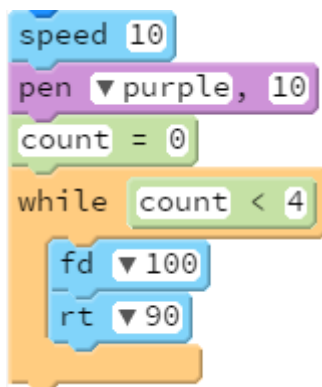 speed 10
pen ▼purple, 10
count = 0
while count < 4
fd ▼100
rt ▼90